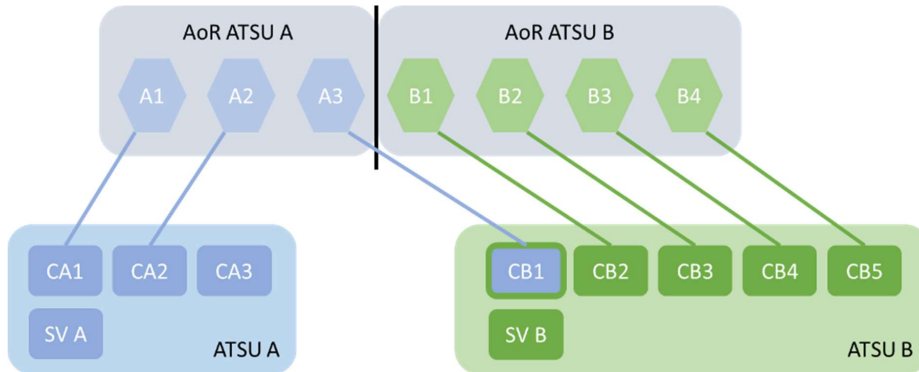 AoR ATSU A
AoR ATSU B
A1
A2
A3
B1
B2
B3
B4
CA1
CA2
CA3
CB1
CB2
CB3
CB4
CB5
SV A
SV B
ATSU A
ATSU B